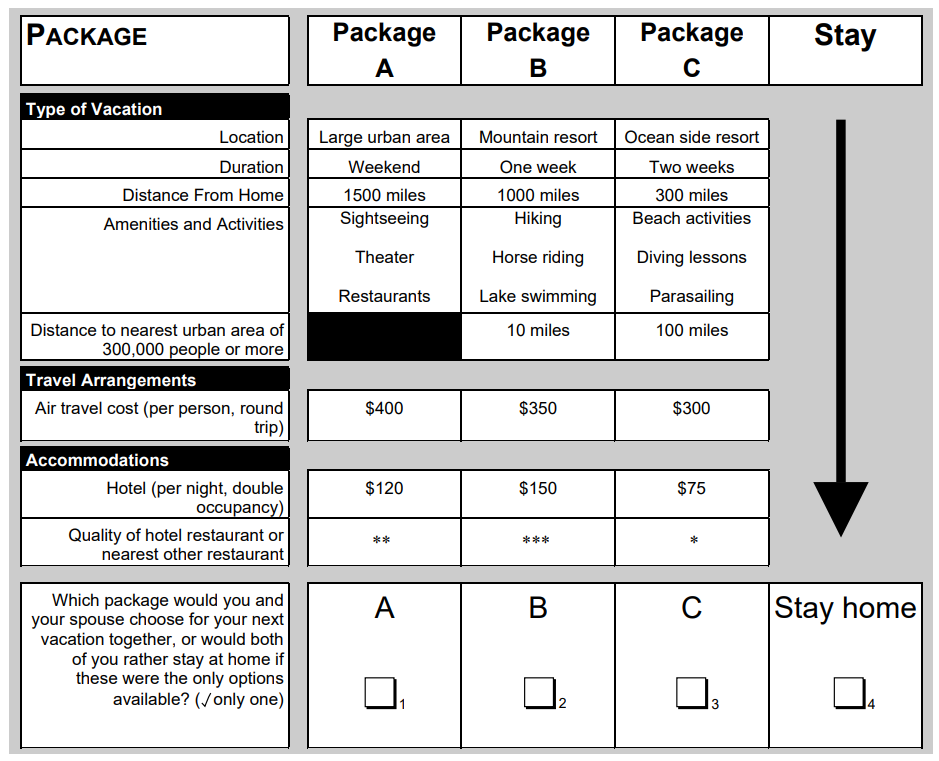 PACKAGE
Package A
Package B
Package C
Stay
Type of Vacation
Location
Large urban area
Mountain resort
Ocean side resort
Duration
Weekend
One week
Two weeks
Distance From Home
1500 miles
1000 miles
300 miles
Amenities and Activities
Sightseeing
Hiking
Beach activities
Theater
Horse riding
Diving lessons
Restaurants
Lake swimming
Parasailing
Distance to nearest urban area of
300,000 people or more
10 miles
100 miles
Travel Arrangements
Air travel cost (per person, round
trip)
$400
$350
$300
Accommodations
Hotel (per night, double
occupancy)
$120
$150
$75
Quality of hotel restaurant or
nearest other restaurant
**
***
*
Which package would you and
your spouse choose for your next
vacation together, or would both
of you rather stay at home if
these were the only options
available? (✓only one)
A
B
C
Stay home
1
2
3
4